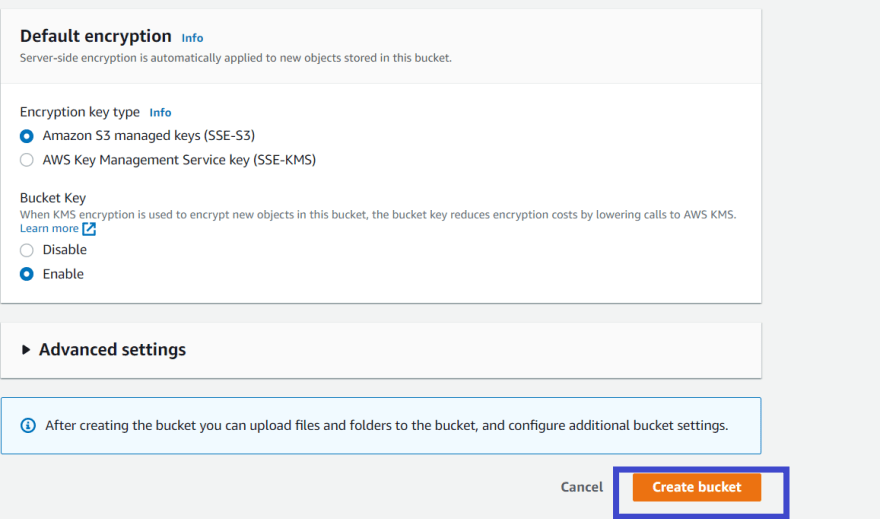 Default encryption Info
Server-side encryption is automatically applied to new objects stored in this bucket.
Encryption key type Info
Amazon S3 managed keys (SSE-S3)
AWS Key Management Service key (SSE-KMS)
Bucket Key
When KMS encryption is used to encrypt new objects in this bucket, the bucket key reduces encryption costs by lowering calls to AWS KMS.
Learn more
Disable
Enable
Advanced settings
After creating the bucket you can upload files and folders to the bucket, and configure additional bucket settings.
Cancel Create bucket